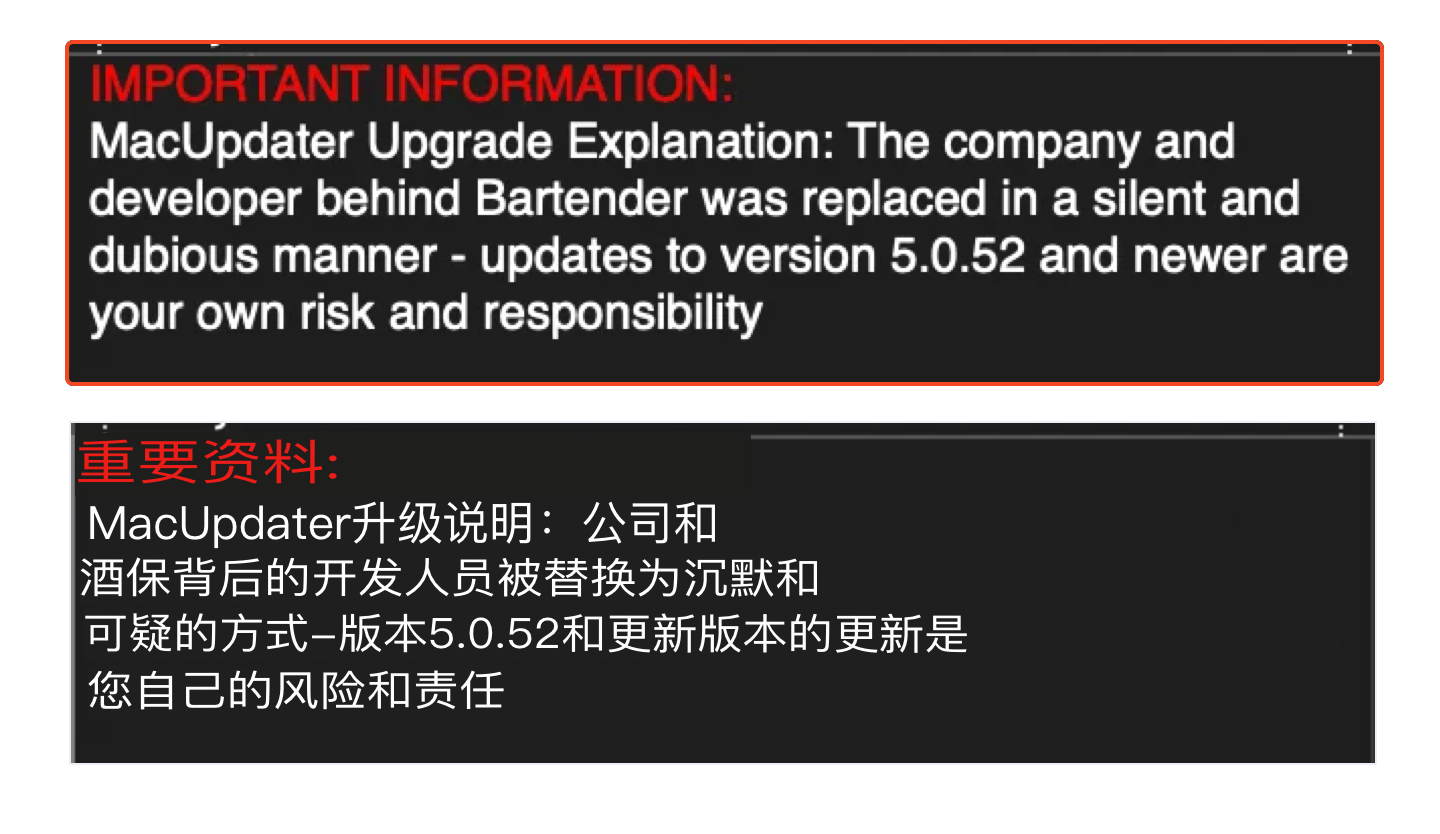 IMPORTANT INFORMATION:
MacUpdater Upgrade Explanation: The company and
developer behind Bartender was replaced in a silent and
dubious manner - updates to version 5.0.52 and newer are
your own risk and responsibility
重要资料:
MacUpdater升级说明：公司和
酒保背后的开发人员被替换为沉默和
可疑的方式–版本5.0.52和更新版本的更新是
您自己的风险和责任